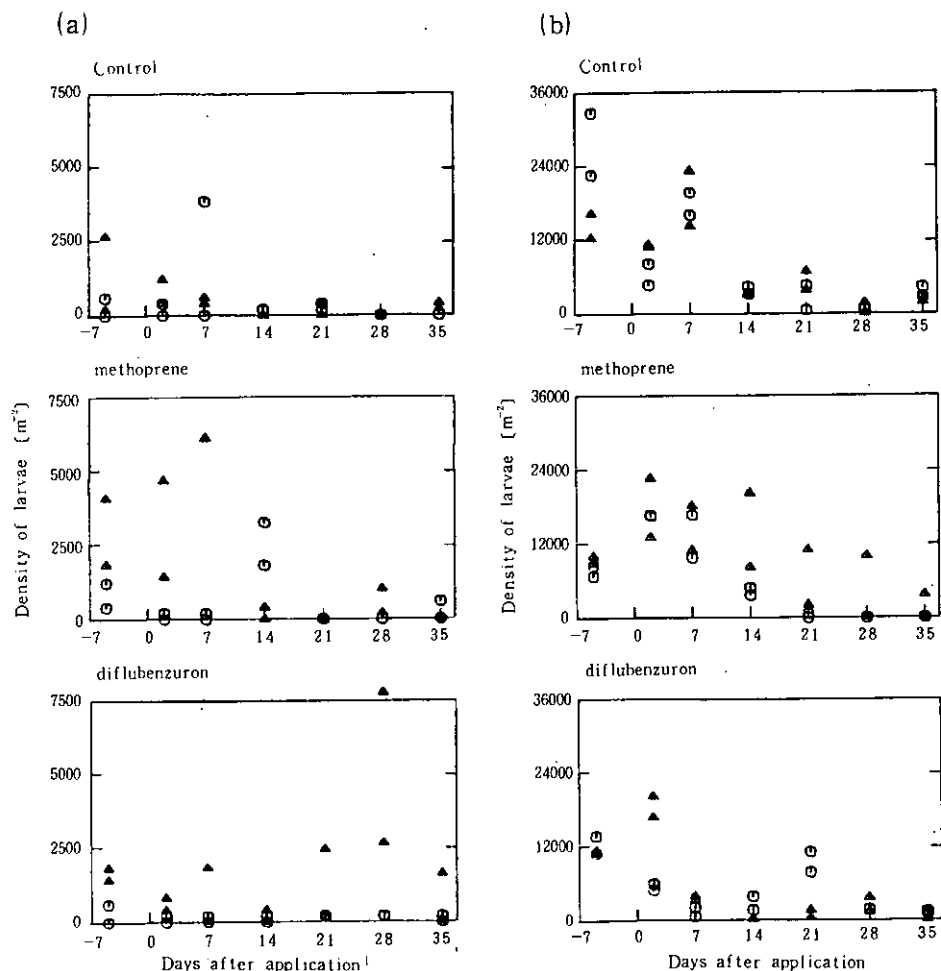 (a)
Control
7500
5000
2500
0
-7 0 7 14 21 28 35
methoprene
7500
5000
2500
0
-7 0 7 14 21 28 35
diflubenzuron
7500
5000
2500
0
-7 0 7 14 21 28 35
Density of larvae [m⁻²]
Days after application
(b)
Control
36000
24000
12000
0
-7 0 7 14 21 28 35
methoprene
36000
24000
12000
0
-7 0 7 14 21 28 35
diflubenzuron
36000
24000
12000
0
-7 0 7 14 21 28 35
Density of larvae [m⁻²]
Days after application